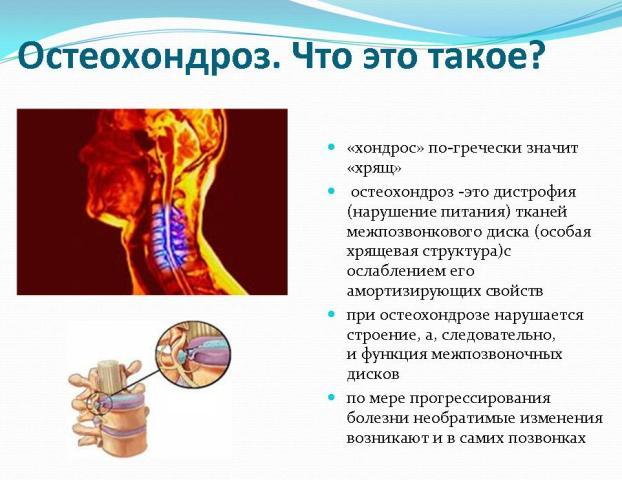 Остеохондроз. Что это такое?
«хондрос» по-гречески значит
«хрящ»
остеохондроз -это дистрофия
(нарушение питания) тканей
межпозвонкового диска (особая
хрящевая структура)с
ослаблением его
амортизирующих свойств
при остеохондрозе нарушается
строение, а, следовательно,
и функция межпозвоночных
дисков
по мере прогрессирования
болезни необратимые изменения
возникают и в самих позвонках